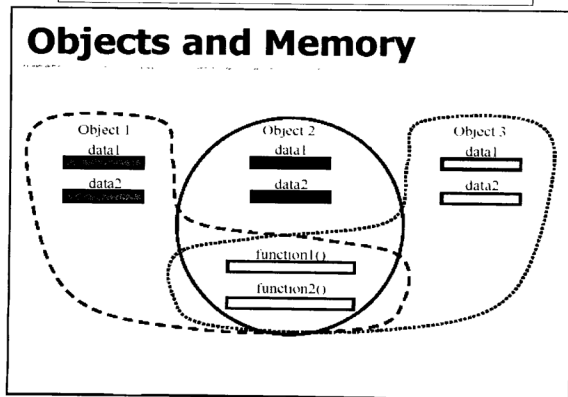 Objects and Memory
Object 1
data1
data2
Object 2
data1
data2
Object 3
data1
data2
function1()
function2()